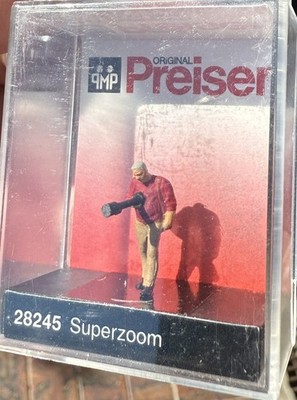 ORIGINAL
PMP Preiser
28245 Superzoom